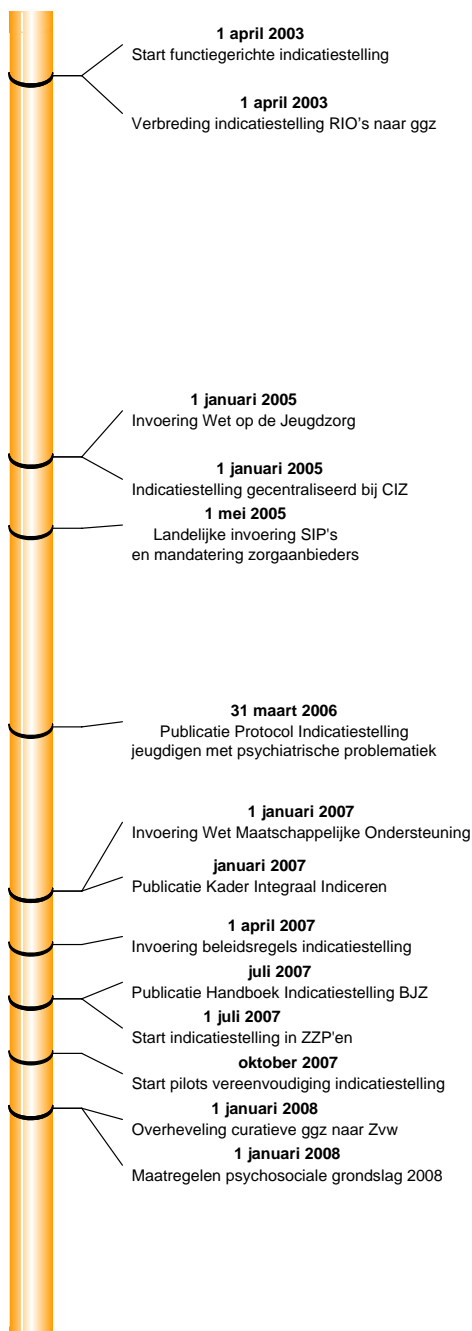 1 april 2003
Start functiegerichte indicatiestelling
1 april 2003
Verbreding indicatiestelling RIO's naar ggz
1 januari 2005
Invoering Wet op de Jeugdzorg
1 januari 2005
Indicatiestelling gecentraliseerd bij CIZ
1 mei 2005
Landelijke invoering SIP's
en mandatering zorgaanbieders
31 maart 2006
Publicatie Protocol Indicatiestelling
jeugdigen met psychiatrische problematiek
1 januari 2007
Invoering Wet Maatschappelijke Ondersteuning
januari 2007
Publicatie Kader Integraal Indiceren
1 april 2007
Invoering beleidsregels indicatiestelling
juli 2007
Publicatie Handboek Indicatiestelling BJZ
1 juli 2007
Start indicatiestelling in ZZP'en
oktober 2007
Start pilots vereenvoudiging indicatiestelling
1 januari 2008
Overheveling curatieve ggz naar Zvw
1 januari 2008
Maatregelen psychosociale grondslag 2008